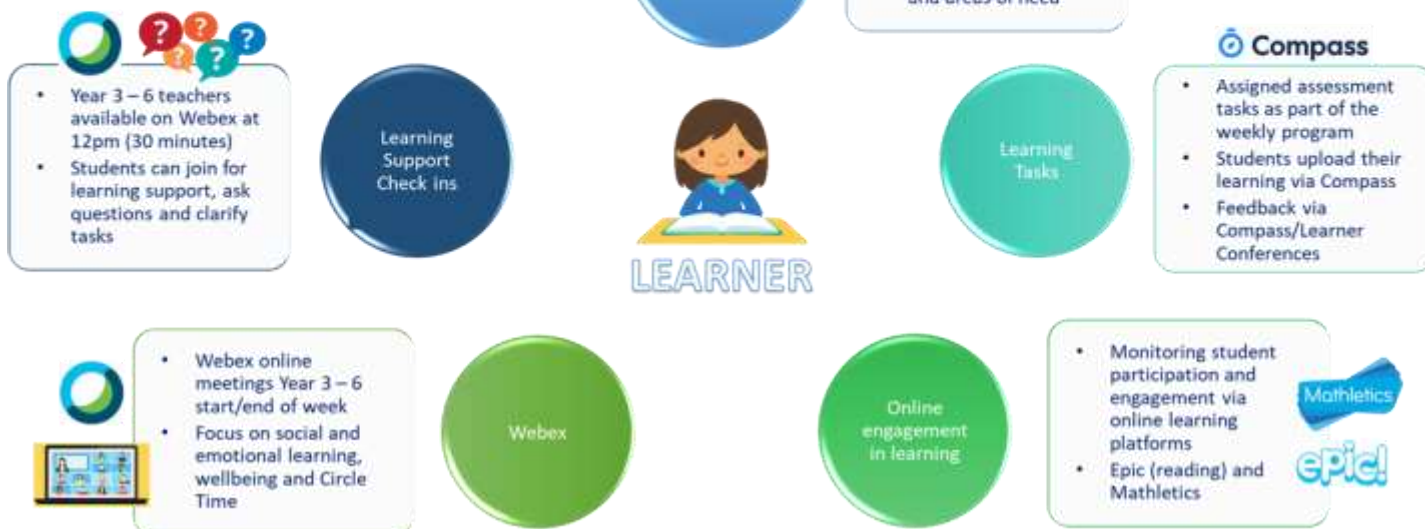 and areas of need
? ? ? ? ?
• Year 3 – 6 teachers
available on Webex at
12pm (30 minutes)
• Students can join for
learning support, ask
questions and clarify
tasks
Learning
Support
Check ins
LEARNER
Learning
Tasks
Compass
• Assigned assessment
tasks as part of the
weekly program
• Students upload their
learning via Compass
• Feedback via
Compass/Learner
Conferences
• Webex online
meetings Year 3 – 6
start/end of week
• Focus on social and
emotional learning,
wellbeing and Circle
Time
Webex
Online
engagement
in learning
• Monitoring student
participation and
engagement via
online learning
platforms
• Epic (reading) and
Mathletics
Mathletics
epic!